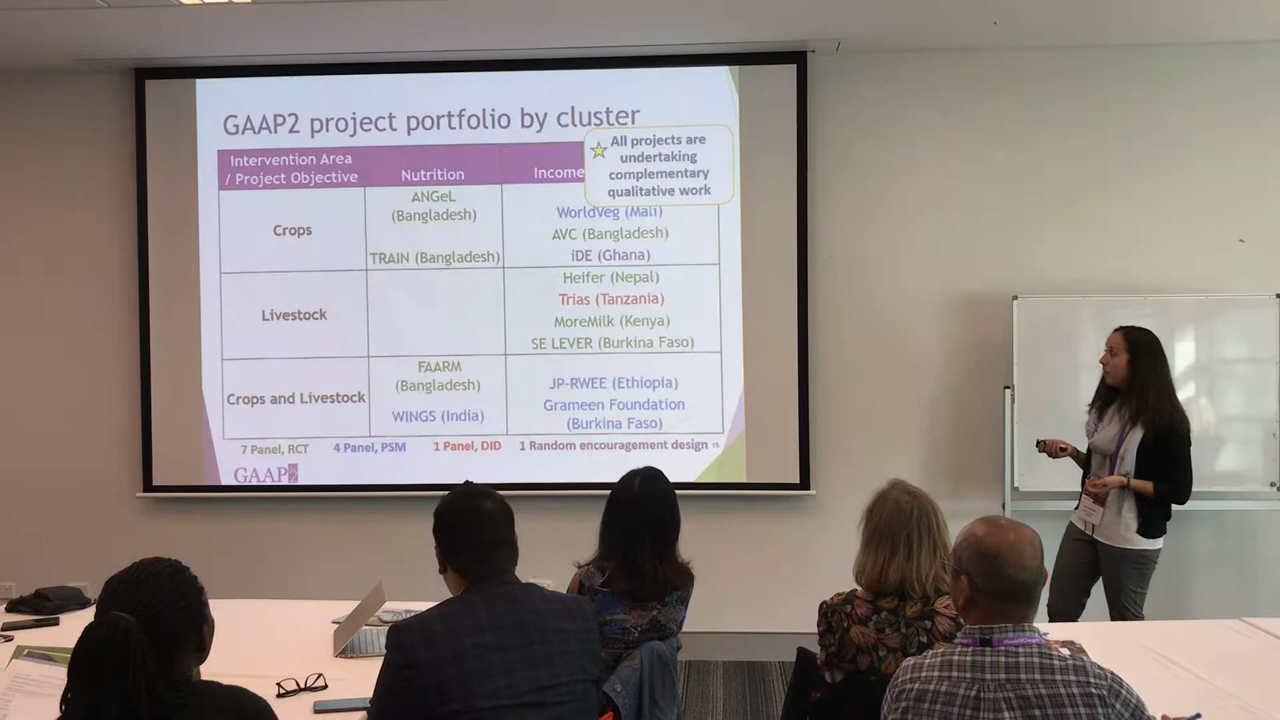 GAAP2 project portfolio by cluster
All projects are
undertaking
complementary
qualitative work
Intervention Area
/ Project Objective
Nutrition
Income
Crops
ANGeL
(Bangladesh)
TRAIN (Bangladesh)
WorldVeg (Mali)
AVC (Bangladesh)
iDE (Ghana)
Livestock
Heifer (Nepal)
Trias (Tanzania)
MoreMilk (Kenya)
SE LEVER (Burkina Faso)
Crops and Livestock
FAARM
(Bangladesh)
WINGS (India)
JP-RWEE (Ethiopia)
Grameen Foundation
(Burkina Faso)
7 Panel, RCT 4 Panel, PSM 1 Panel, DID 1 Random encouragement design 15
GAAP2